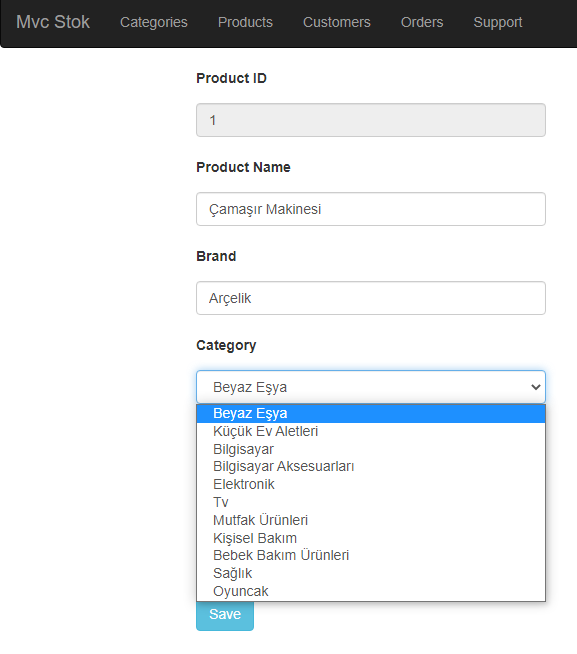 Mvc Stok Categories Products Customers Orders Support
Product ID
1
Product Name
Çamaşır Makinesi
Brand
Arçelik
Category
Beyaz Eşya
Beyaz Eşya
Küçük Ev Aletleri
Bilgisayar
Bilgisayar Aksesuarları
Elektronik
Tv
Mutfak Ürünleri
Kişisel Bakım
Bebek Bakım Ürünleri
Sağlık
Oyuncak
Save